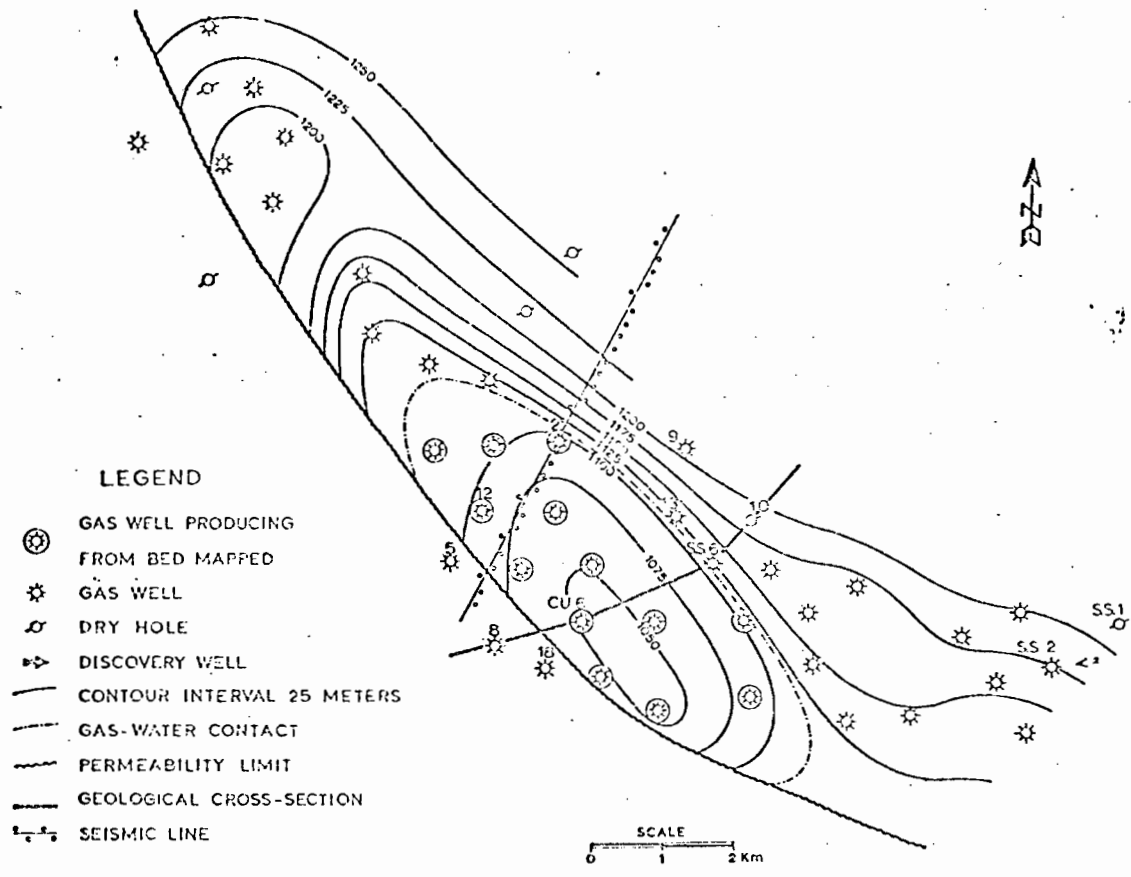 1250
1225
1200
N
1200
1175
1125
1100
9
10
12
5
SS.6
1075
CU 6
1050
8
18
SS.1
SS 2
LEGEND
GAS WELL PRODUCING
FROM BED MAPPED
GAS WELL
DRY HOLE
DISCOVERY WELL
CONTOUR INTERVAL 25 METERS
GAS-WATER CONTACT
PERMEABILITY LIMIT
GEOLOGICAL CROSS-SECTION
SEISMIC LINE
SCALE
0 1 2 Km